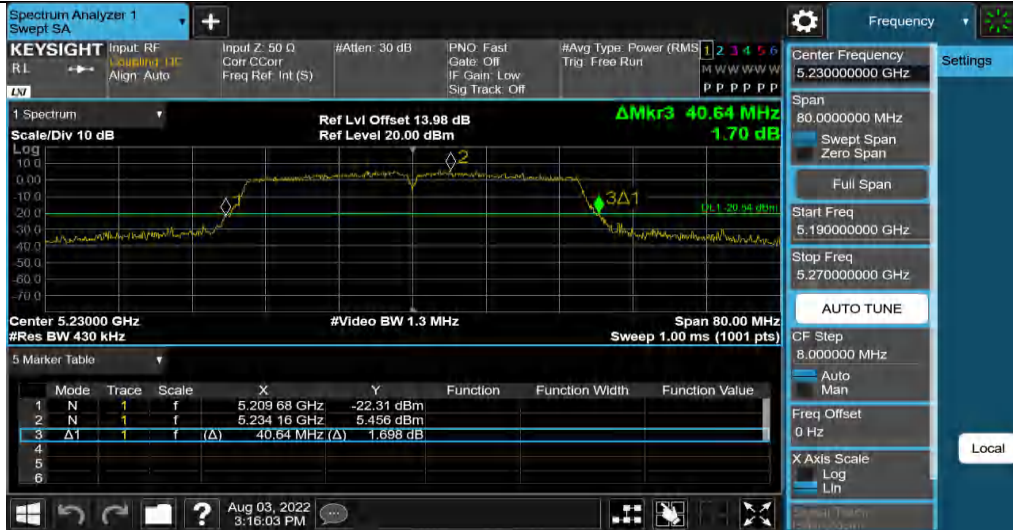 Spectrum Analyzer 1
Swept SA
+
Frequency
KEYSIGHT
RL
LXI
Input: RF
Coupling: DC
Align: Auto
Input Z: 50 Ω
Corr CCorr
Freq Ref: Int (S)
#Atten: 30 dB
PNO: Fast
Gate: Off
IF Gain: Low
Sig Track: Off
#Avg Type: Power (RMS
Trig: Free Run
1 2 3 4 5 6
M W W W W W
P P P P P P
1 Spectrum
Scale/Div 10 dB
Ref Lvl Offset 13.98 dB
Ref Level 20.00 dBm
ΔMkr3 40.64 MHz
1.70 dB
Log
10.0
0.00
-10.0
-20.0
-30.0
-40.0
-50.0
-60.0
-70.0
2
3Δ1
DL1 -20.54 dBm
Center 5.23000 GHz
#Res BW 430 kHz
#Video BW 1.3 MHz
Span 80.00 MHz
Sweep 1.00 ms (1001 pts)
5 Marker Table
Mode Trace Scale X Y Function Function Width Function Value
1 N 1 f 5.209 68 GHz -22.31 dBm
2 N 1 f 5.234 16 GHz 5.456 dBm
3 Δ1 1 f (Δ) 40.64 MHz (Δ) 1.698 dB
4
5
6
?
Aug 03, 2022
3:16:03 PM
Center Frequency
5.230000000 GHz
Span
80.0000000 MHz
Swept Span
Zero Span
Full Span
Start Freq
5.190000000 GHz
Stop Freq
5.270000000 GHz
AUTO TUNE
CF Step
8.000000 MHz
Auto
Man
Freq Offset
0 Hz
X Axis Scale
Log
Lin
Settings
Local